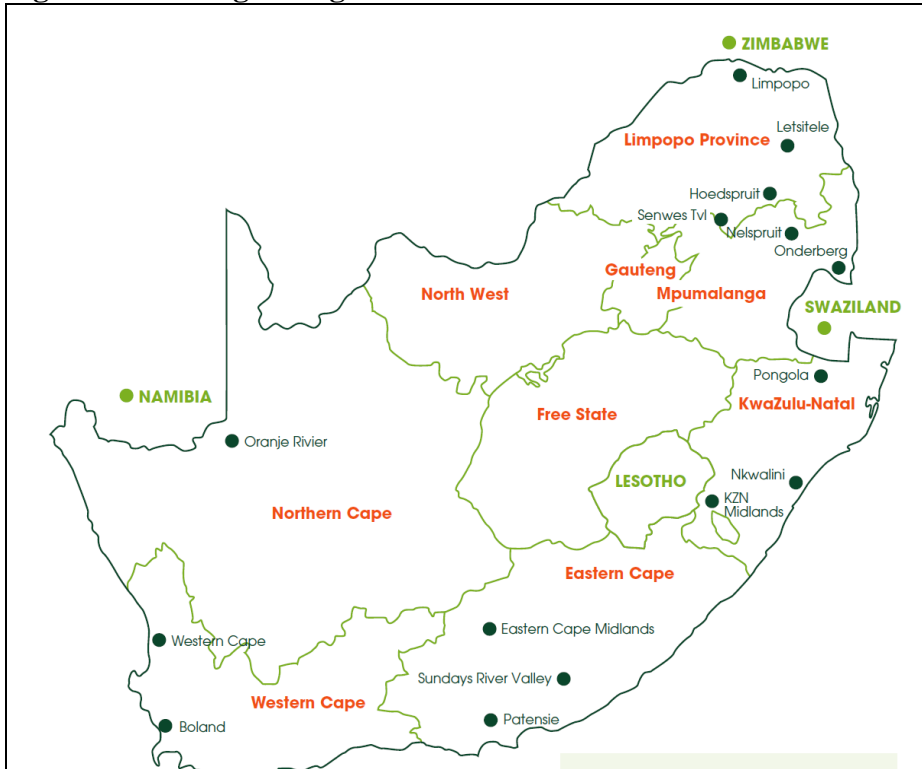 ZIMBABWE
Limpopo
Letsitele
Limpopo Province
Hoedspruit
Senwes Tvl
Nelspruit
Onderberg
Gauteng
North West
Mpumalanga
SWAZILAND
Pongola
NAMIBIA
KwaZulu-Natal
Free State
Oranje Rivier
LESOTHO
Nkwalini
KZN
Midlands
Northern Cape
Eastern Cape
Eastern Cape Midlands
Western Cape
Sundays River Valley
Western Cape
Patensie
Boland